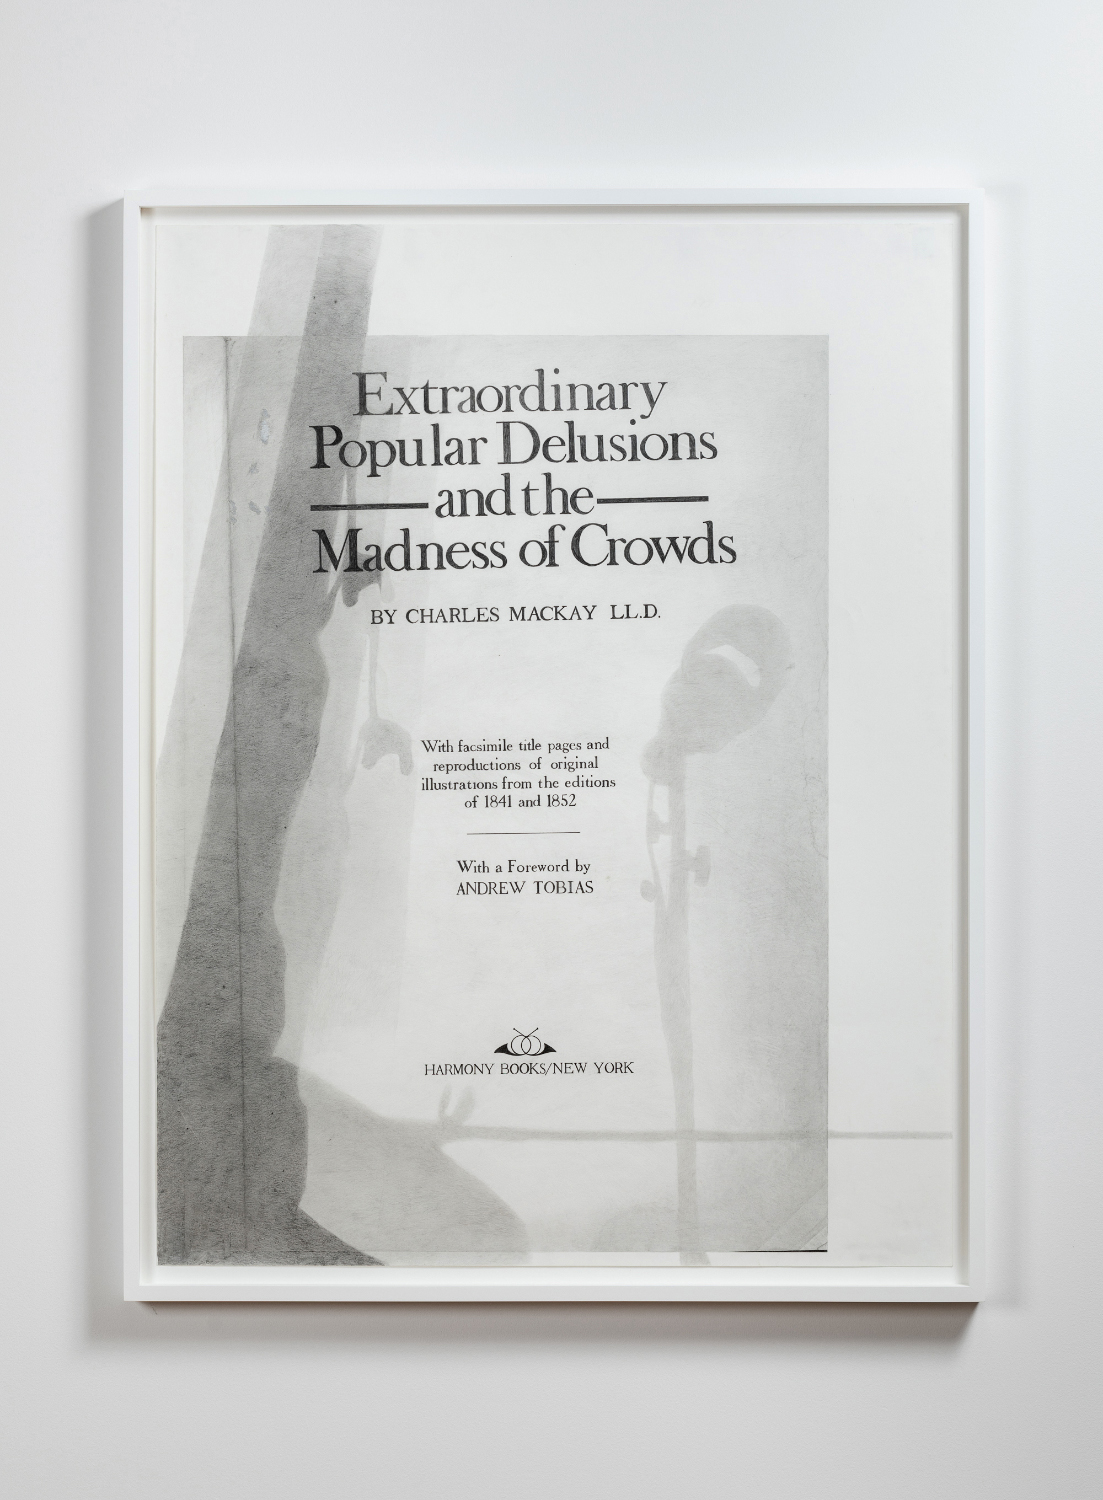 Extraordinary
Popular Delusions
and the
Madness of Crowds
BY CHARLES MACKAY LL.D.
With facsimile title pages and
reproductions of original
illustrations from the editions
of 1841 and 1852
With a Foreword by
ANDREW TOBIAS
HARMONY BOOKS/NEW YORK